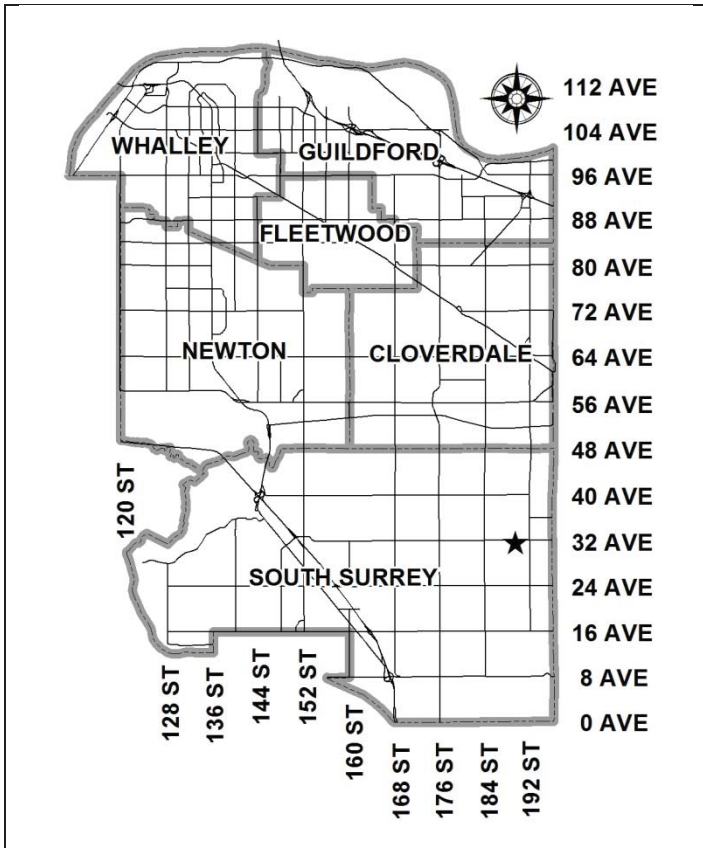 112 AVE
104 AVE
WHALLEY
GUILDFORD
96 AVE
88 AVE
FLEETWOOD
80 AVE
72 AVE
NEWTON
CLOVERDALE
64 AVE
56 AVE
48 AVE
120 ST
40 AVE
32 AVE
SOUTH SURREY
24 AVE
16 AVE
8 AVE
0 AVE
128 ST
136 ST
144 ST
152 ST
160 ST
168 ST
176 ST
184 ST
192 ST